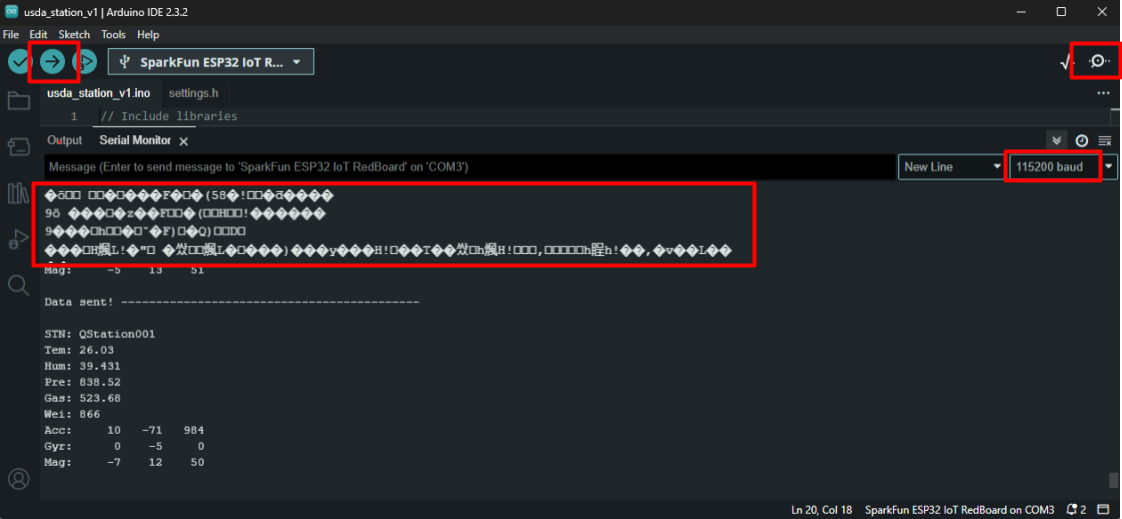 usda_station_v1 | Arduino IDE 2.3.2
File Edit Sketch Tools Help
SparkFun ESP32 IoT R...
usda_station_v1.ino settings.h
1 // Include libraries
Output Serial Monitor
Message (Enter to send message to 'SparkFun ESP32 IoT RedBoard' on 'COM3')
New Line
115200 baud
Mag: -5 13 51
Data sent! -------------------------------------------
STN: QStation001
Tem: 26.03
Hum: 39.431
Pre: 838.52
Gas: 523.68
Wei: 866
Acc: 10 -71 984
Gyr: 0 -5 0
Mag: -7 12 50
Ln 20, Col 18 SparkFun ESP32 IoT RedBoard on COM3 2